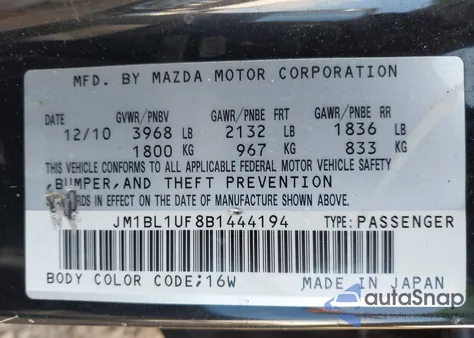 MFD. BY MAZDA MOTOR CORPORATION
DATE GVWR/PNBV GAWR/PNBE FRT GAWR/PNBE RR
12/10 3968 LB 2132 LB 1836 LB
1800 KG 967 KG 833 KG
THIS VEHICLE CONFORMS TO ALL APPLICABLE FEDERAL MOTOR VEHICLE SAFETY
,BUMPER,AND THEFT PREVENTION
RDS IN EFFECT ON THE DATE OF MANUFACTURE SHOWN ABOVE.
JM1BL1UF8B1444194 TYPE:PASSENGER
BODY COLOR CODE;16W MADE IN JAPAN
autoSnap